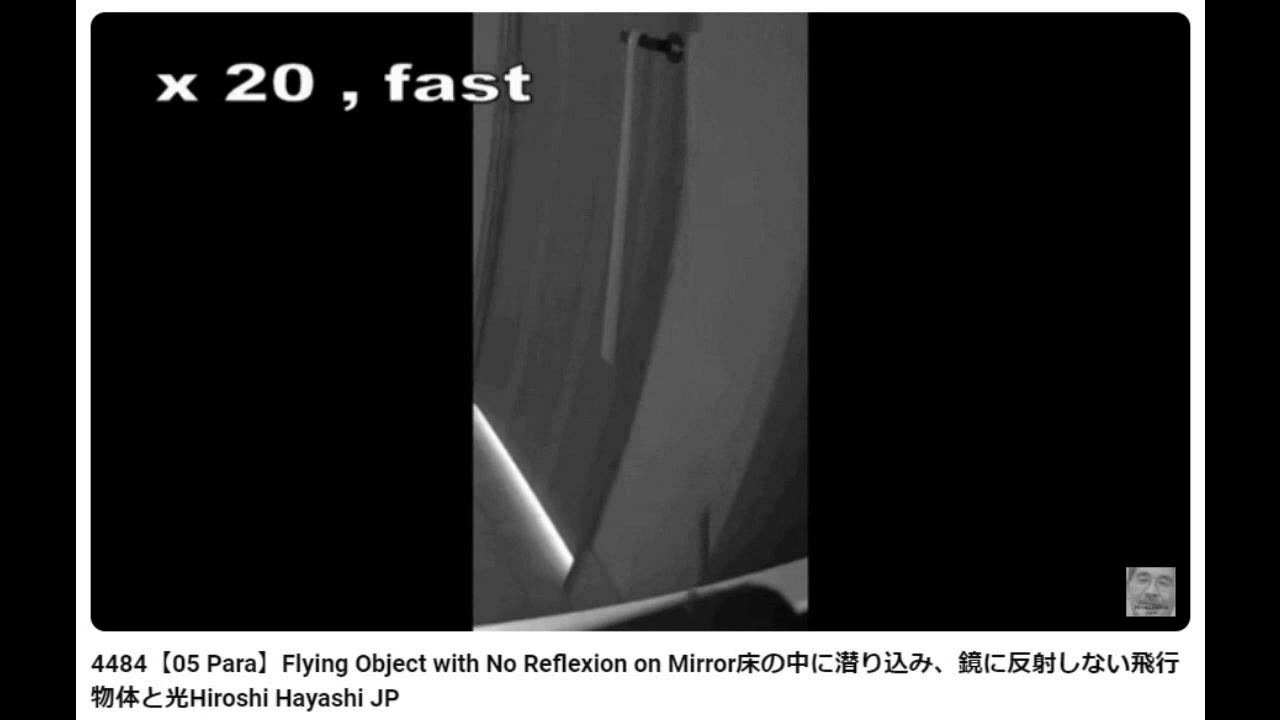 x 20 , fast
4484【05 Para】Flying Object with No Reflexion on Mirror床の中に潜り込み、鏡に反射しない飛行
物体と光Hiroshi Hayashi JP